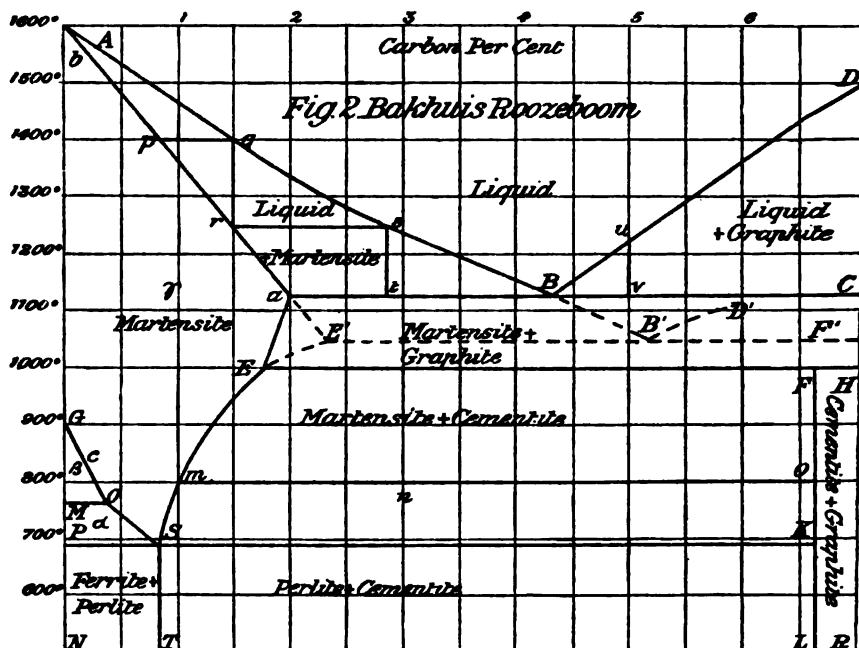 1 2 3 4 5 6
1600°
A
Carbon Per Cent
b
1500°
D
Fig. 2 Bakhuis Roozeboom
1400°
p
q
1300°
Liquid
Liquid
r
s
u
Liquid
+Graphite
1200°
+Martensite
γ
a
t
B
v
C
1100°
Martensite
E'
Martensite+
Graphite
B'
D'
F''
1000°
E
F
H
900°
G
Martensite+Cementite
Cementite+Graphite
c
β
800°
m
n
O
M
O
α
700°
P
S
K
600°
Ferrite+
Perlite
Perlite+Cementite
N
T
L
R